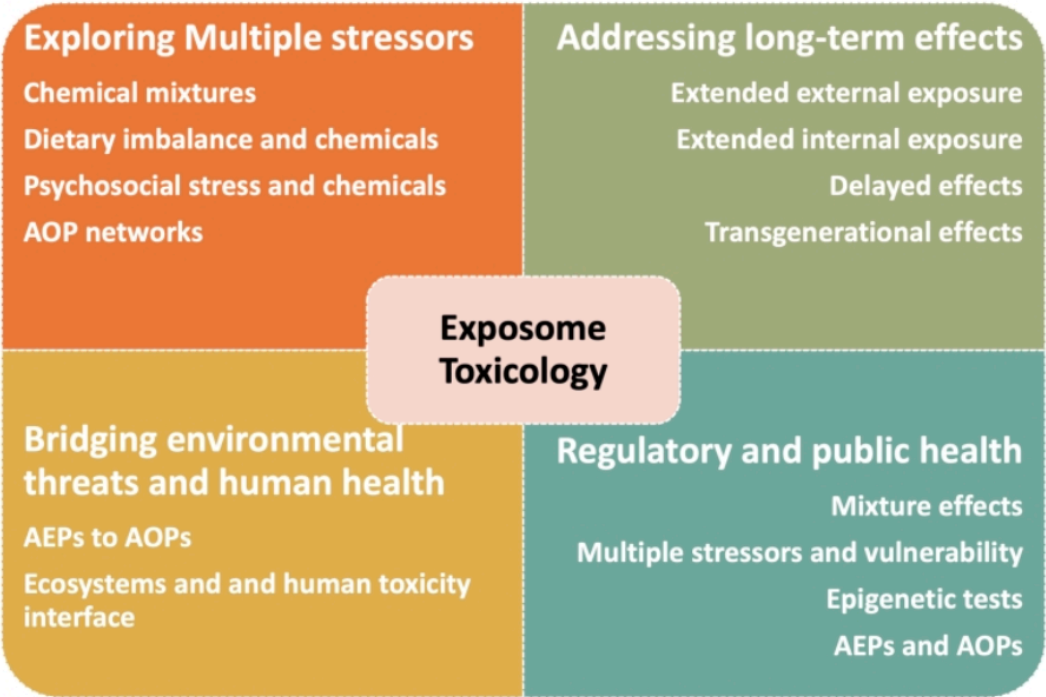 Exploring Multiple stressors
Chemical mixtures
Dietary imbalance and chemicals
Psychosocial stress and chemicals
AOP networks
Addressing long-term effects
Extended external exposure
Extended internal exposure
Delayed effects
Transgenerational effects
Exposome
Toxicology
Bridging environmental
threats and human health
AEPs to AOPs
Ecosystems and and human toxicity
interface
Regulatory and public health
Mixture effects
Multiple stressors and vulnerability
Epigenetic tests
AEPs and AOPs